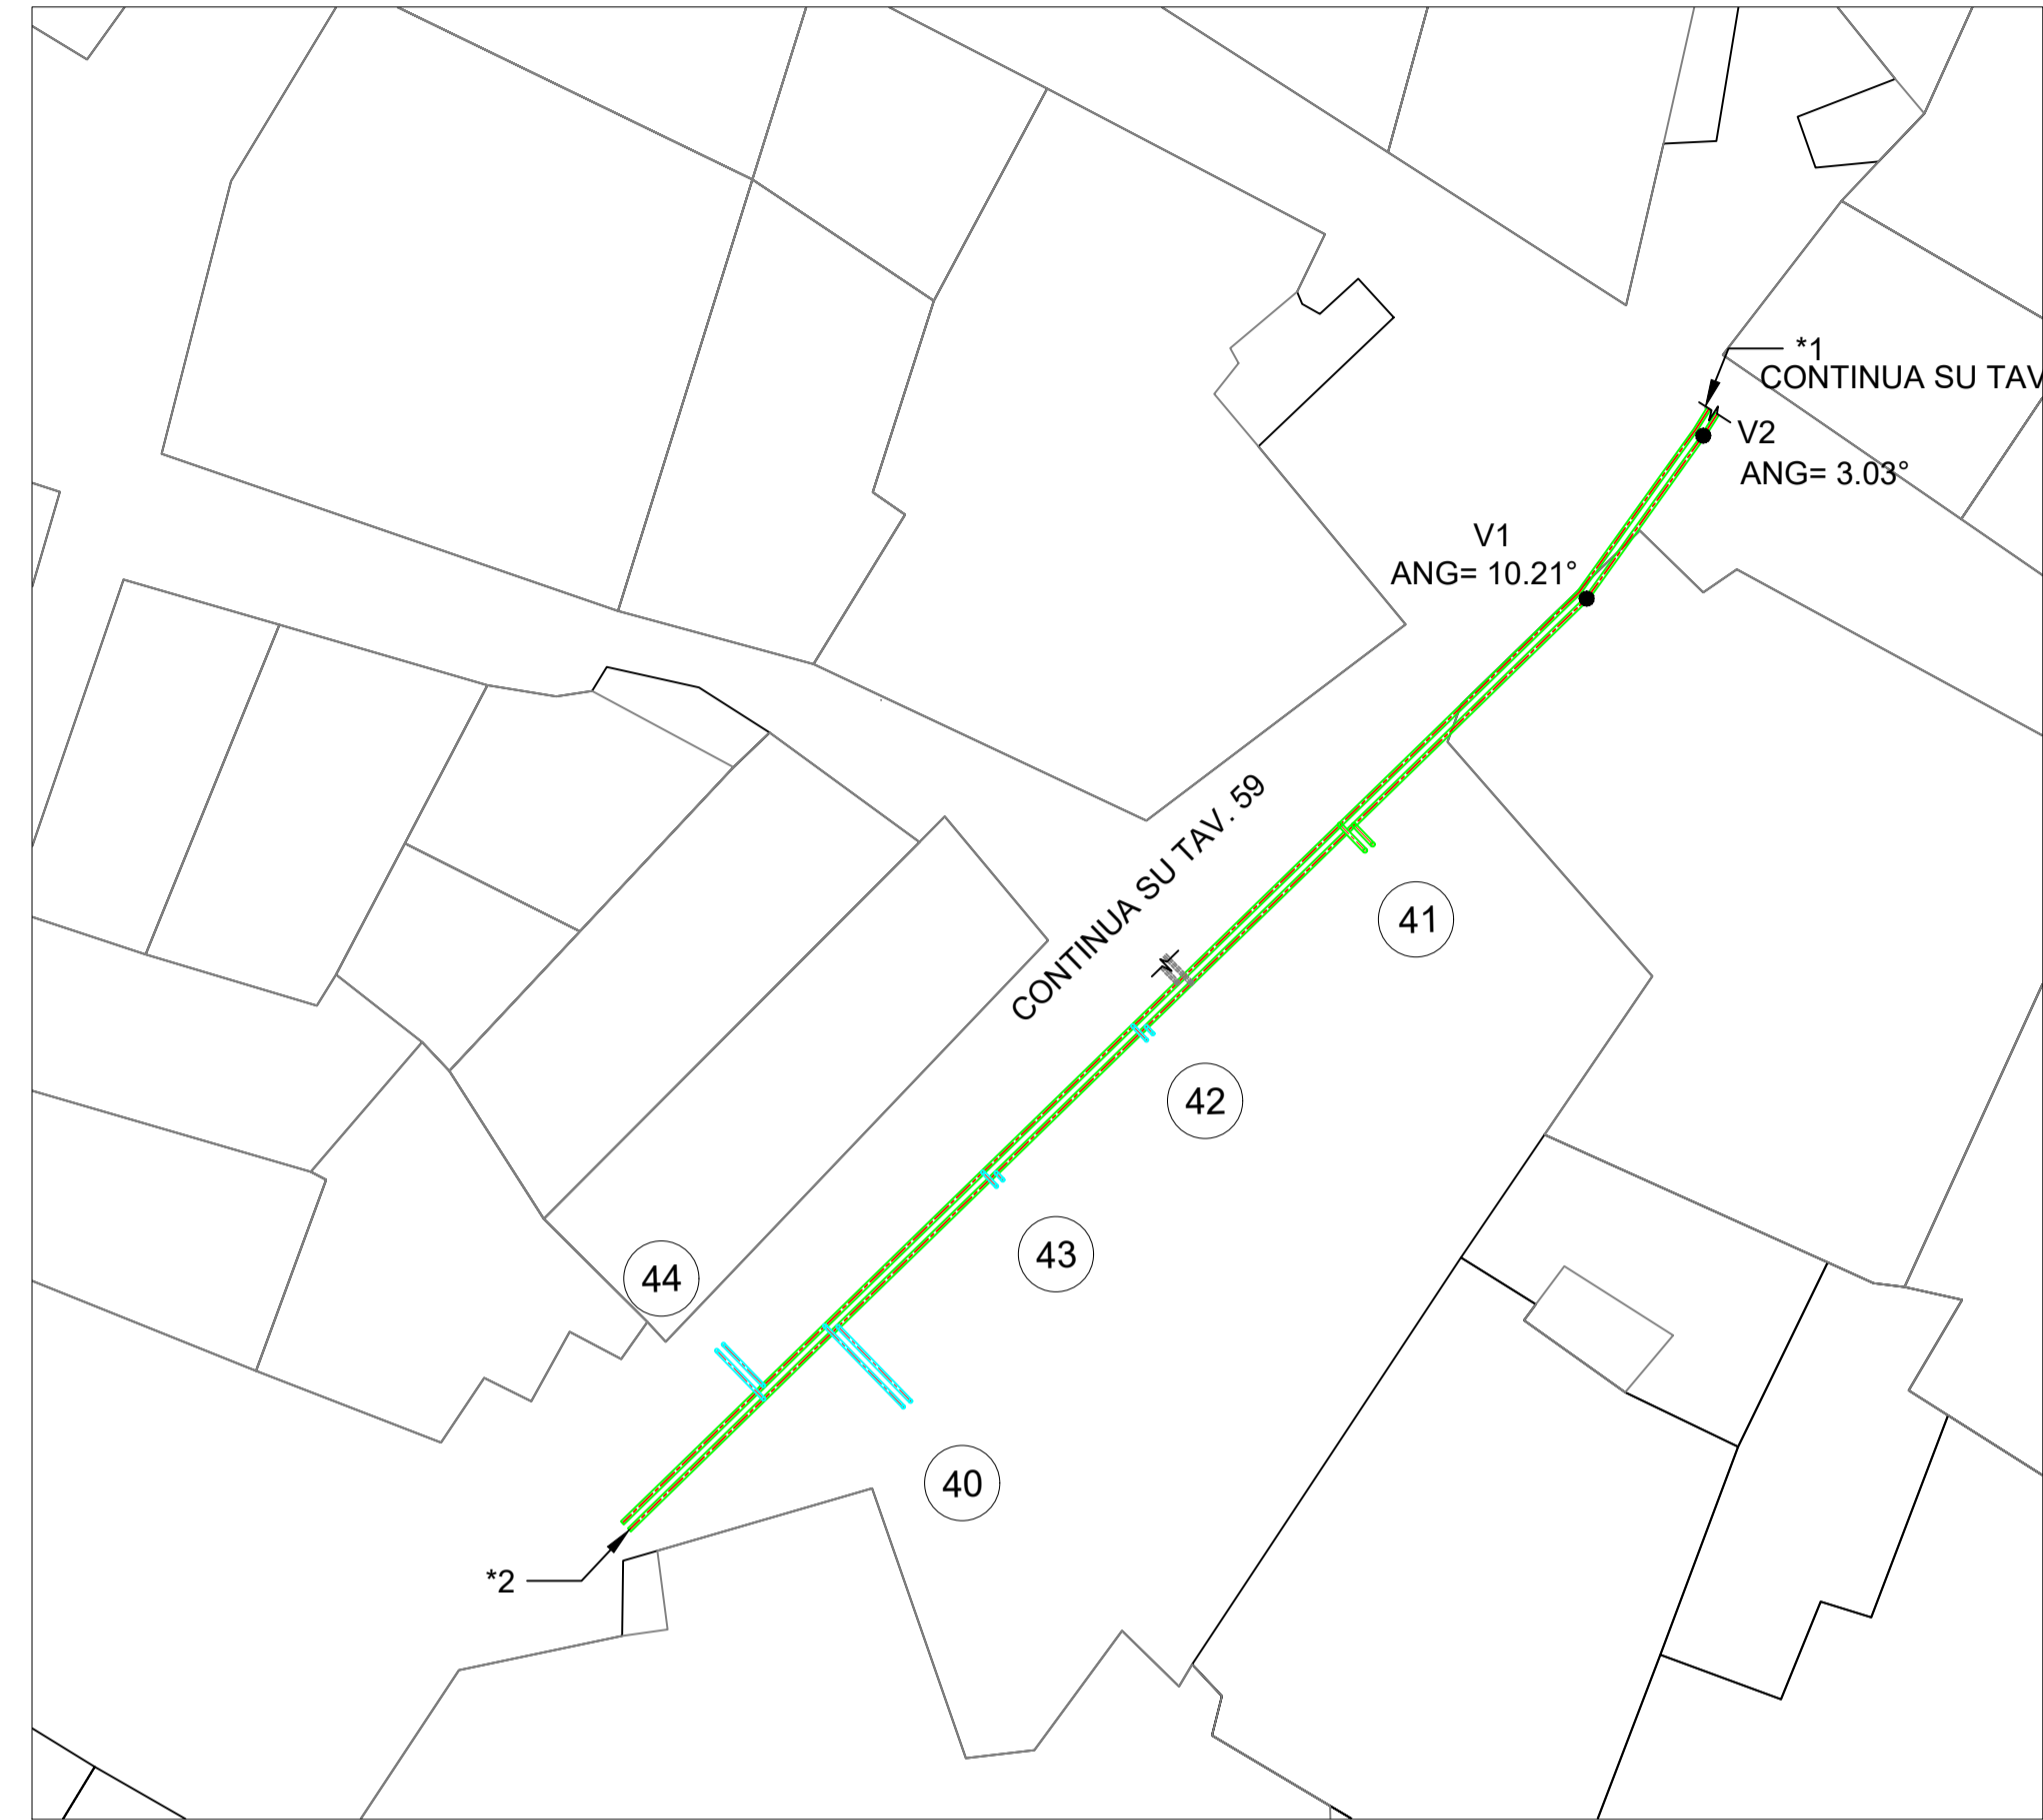 *1
CONTINUA SU TAV
V2
ANG= 3.03°
V1
ANG= 10.21°
CONTINUA SU TAV. 59
41
42
43
44
40
*2